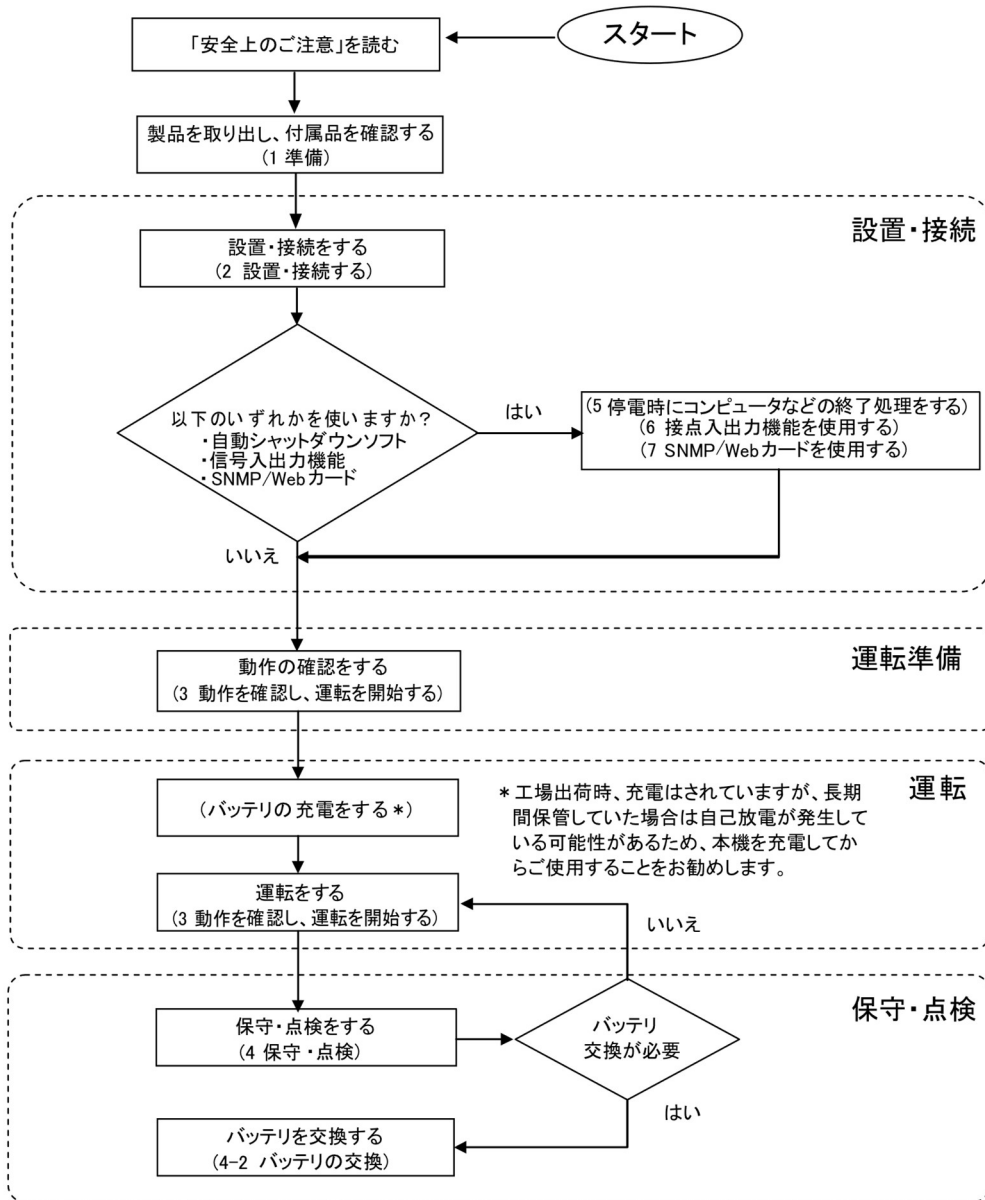 スタート
「安全上のご注意」を読む
製品を取り出し、付属品を確認する
(1 準備)
設置・接続
設置・接続をする
(2 設置・接続する)
以下のいずれかを使いますか？
・自動シャットダウンソフト
・信号入出力機能
・SNMP/Webカード
はい
(5 停電時にコンピュータなどの終了処理をする)
(6 接点入出力機能を使用する)
(7 SNMP/Webカードを使用する)
いいえ
運転準備
動作の確認をする
(3 動作を確認し、運転を開始する)
運転
(バッテリの充電をする*)
*工場出荷時、充電はされていますが、長期
間保管していた場合は自己放電が発生して
いる可能性があるため、本機を充電してか
らご使用することをお勧めします。
運転をする
(3 動作を確認し、運転を開始する)
いいえ
保守・点検
保守・点検をする
(4 保守・点検)
バッテリ
交換が必要
はい
バッテリを交換する
(4-2 バッテリの交換)